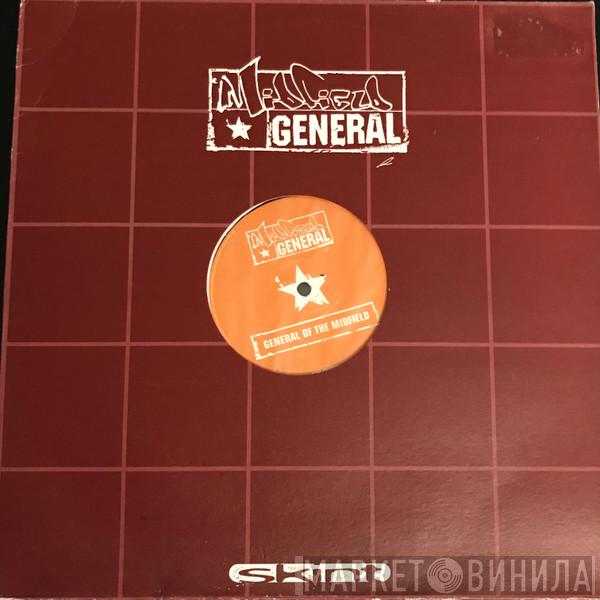 Midfield
GENERAL
Midfield
GENERAL
GENERAL OF THE MIDFIELD
SKINT
МАРКЕТ ВИНИЛА